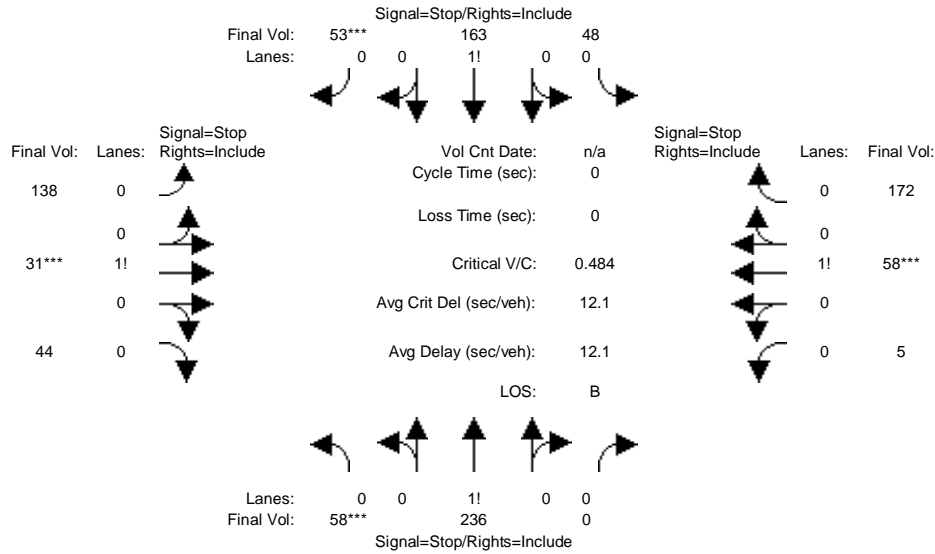 Signal=Stop/Rights=Include
Final Vol: 53*** 163 48
Lanes: 0 0 1! 0 0
Signal=Stop
Final Vol: Lanes: Rights=Include
Vol Cnt Date: n/a
Signal=Stop
Rights=Include Lanes: Final Vol:
Cycle Time (sec): 0
138 0
0 172
Loss Time (sec): 0
0
0
31*** 1!
Critical V/C: 0.484
1! 58***
0
Avg Crit Del (sec/veh): 12.1
0
44 0
Avg Delay (sec/veh): 12.1
0 5
LOS: B
Lanes: 0 0 1! 0 0
Final Vol: 58*** 236 0
Signal=Stop/Rights=Include